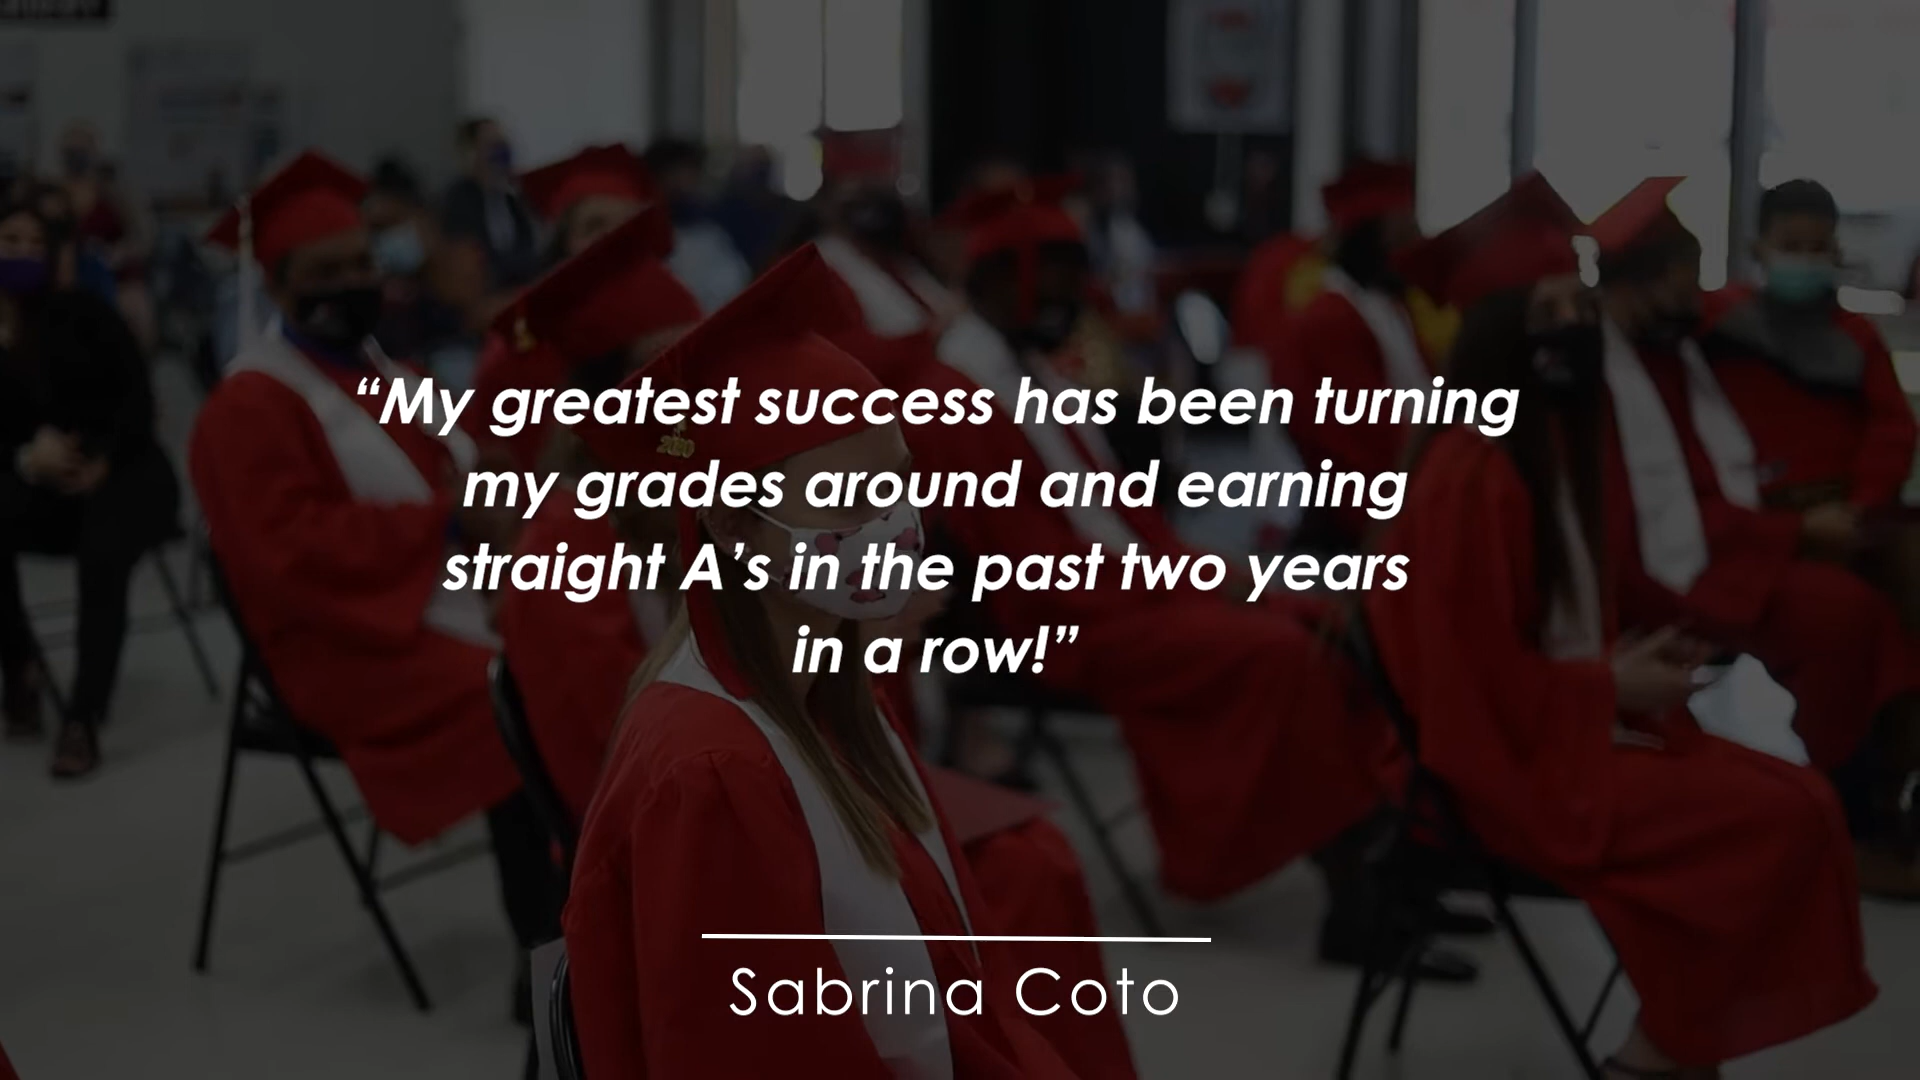 “My greatest success has been turning
my grades around and earning
straight A’s in the past two years
in a row!”
Sabrina Coto